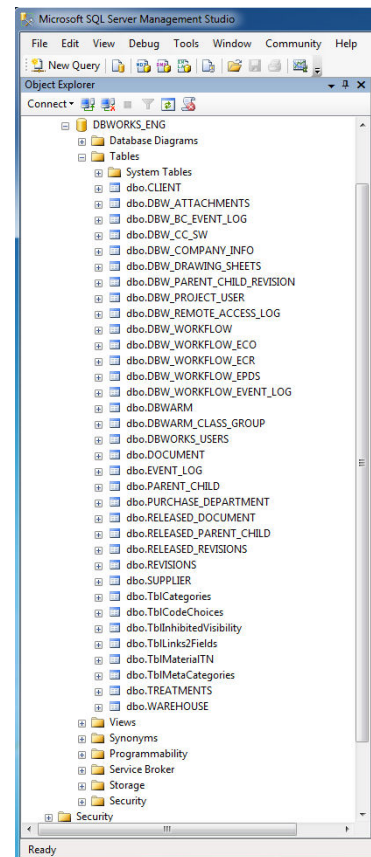 Microsoft SQL Server Management Studio
File Edit View Debug Tools Window Community Help
New Query
Object Explorer
Connect
DBWORKS_ENG
Database Diagrams
Tables
System Tables
dbo.CLIENT
dbo.DBW_ATTACHMENTS
dbo.DBW_BC_EVENT_LOG
dbo.DBW_CC_SW
dbo.DBW_COMPANY_INFO
dbo.DBW_DRAWING_SHEETS
dbo.DBW_PARENT_CHILD_REVISION
dbo.DBW_PROJECT_USER
dbo.DBW_REMOTE_ACCESS_LOG
dbo.DBW_WORKFLOW
dbo.DBW_WORKFLOW_ECO
dbo.DBW_WORKFLOW_ECR
dbo.DBW_WORKFLOW_EPDS
dbo.DBW_WORKFLOW_EVENT_LOG
dbo.DBWARM
dbo.DBWARM_CLASS_GROUP
dbo.DBWORKS_USERS
dbo.DOCUMENT
dbo.EVENT_LOG
dbo.PARENT_CHILD
dbo.PURCHASE_DEPARTMENT
dbo.RELEASED_DOCUMENT
dbo.RELEASED_PARENT_CHILD
dbo.RELEASED_REVISIONS
dbo.REVISIONS
dbo.SUPPLIER
dbo.TblCategories
dbo.TblCodeChoices
dbo.TblInhibitedVisibility
dbo.TblLinks2Fields
dbo.TblMaterialTN
dbo.TblMetaCategories
dbo.TREATMENTS
dbo.WAREHOUSE
Views
Synonyms
Programmability
Service Broker
Storage
Security
Security
Ready